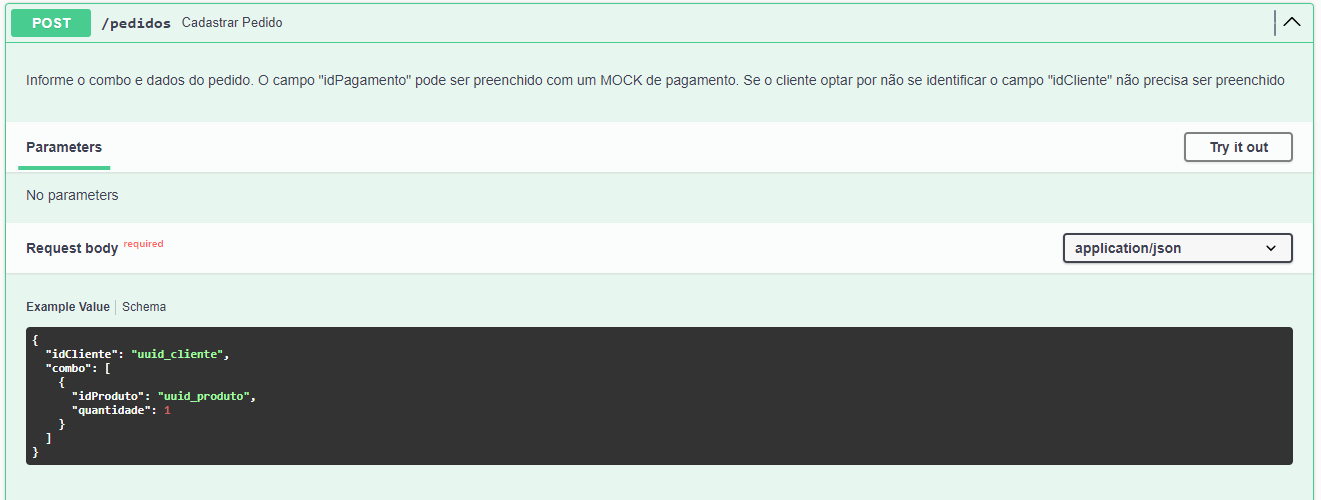 POST /pedidos Cadastrar Pedido
Informe o combo e dados do pedido. O campo "idPagamento" pode ser preenchido com um MOCK de pagamento. Se o cliente optar por não se identificar o campo "idCliente" não precisa ser preenchido
Parameters Try it out
No parameters
Request body required application/json
Example Value Schema
{
  "idCliente": "uuid_cliente",
  "combo": [
    {
      "idProduto": "uuid_produto",
      "quantidade": 1
    }
  ]
}